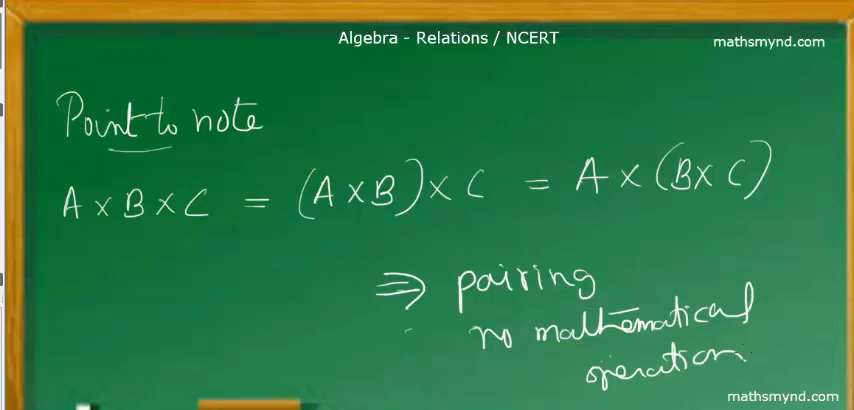 Algebra - Relations / NCERT
mathsmynd.com
Point to note
A × B × C = (A × B) × C = A × (B × C)
⇒ pairing
no mathematical
operation
mathsmynd.com